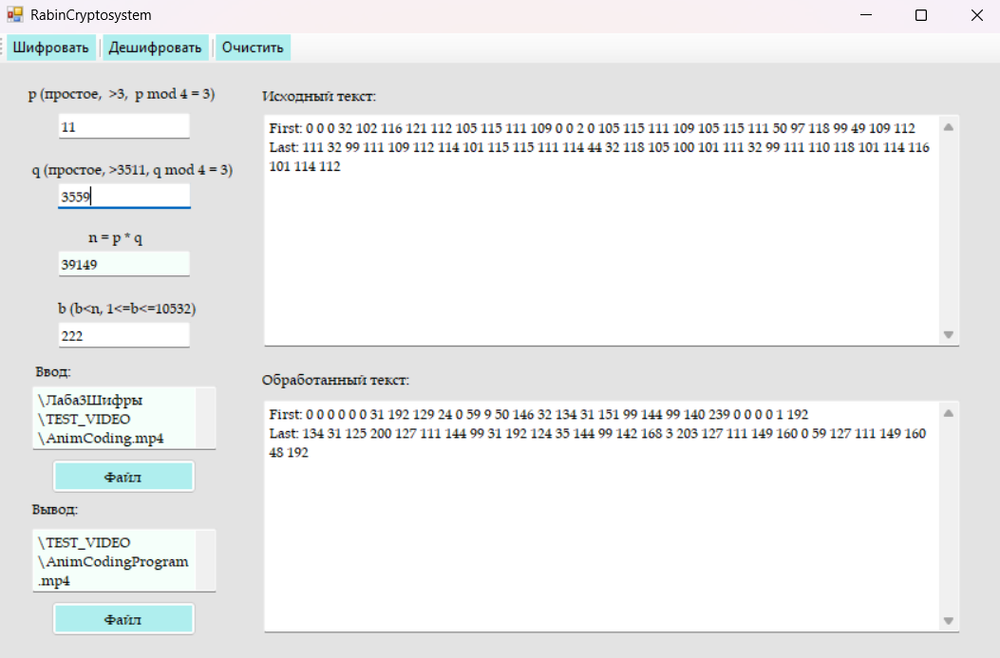 RabinCryptosystem
Шифровать
Дешифровать
Очистить
p (простое, >3, p mod 4 = 3)
11
q (простое, >3511, q mod 4 = 3)
3559
n = p * q
39149
b (b<n, 1<=b<=10532)
222
Ввод:
\Лаба3Шифры
\TEST_VIDEO
\AnimCoding.mp4
Файл
Вывод:
\TEST_VIDEO
\AnimCodingProgram
.mp4
Файл
Исходный текст:
First: 0 0 0 32 102 116 121 112 105 115 111 109 0 0 2 0 105 115 111 109 105 115 111 50 97 118 99 49 109 112
Last: 111 32 99 111 109 112 114 101 115 115 111 114 44 32 118 105 100 101 111 32 99 111 110 118 101 114 116
101 114 112
Обработанный текст:
First: 0 0 0 0 0 0 31 192 129 24 0 59 9 50 146 32 134 31 151 99 144 99 140 239 0 0 0 0 1 192
Last: 134 31 125 200 127 111 144 99 31 192 124 35 144 99 142 168 3 203 127 111 149 160 0 59 127 111 149 160
48 192